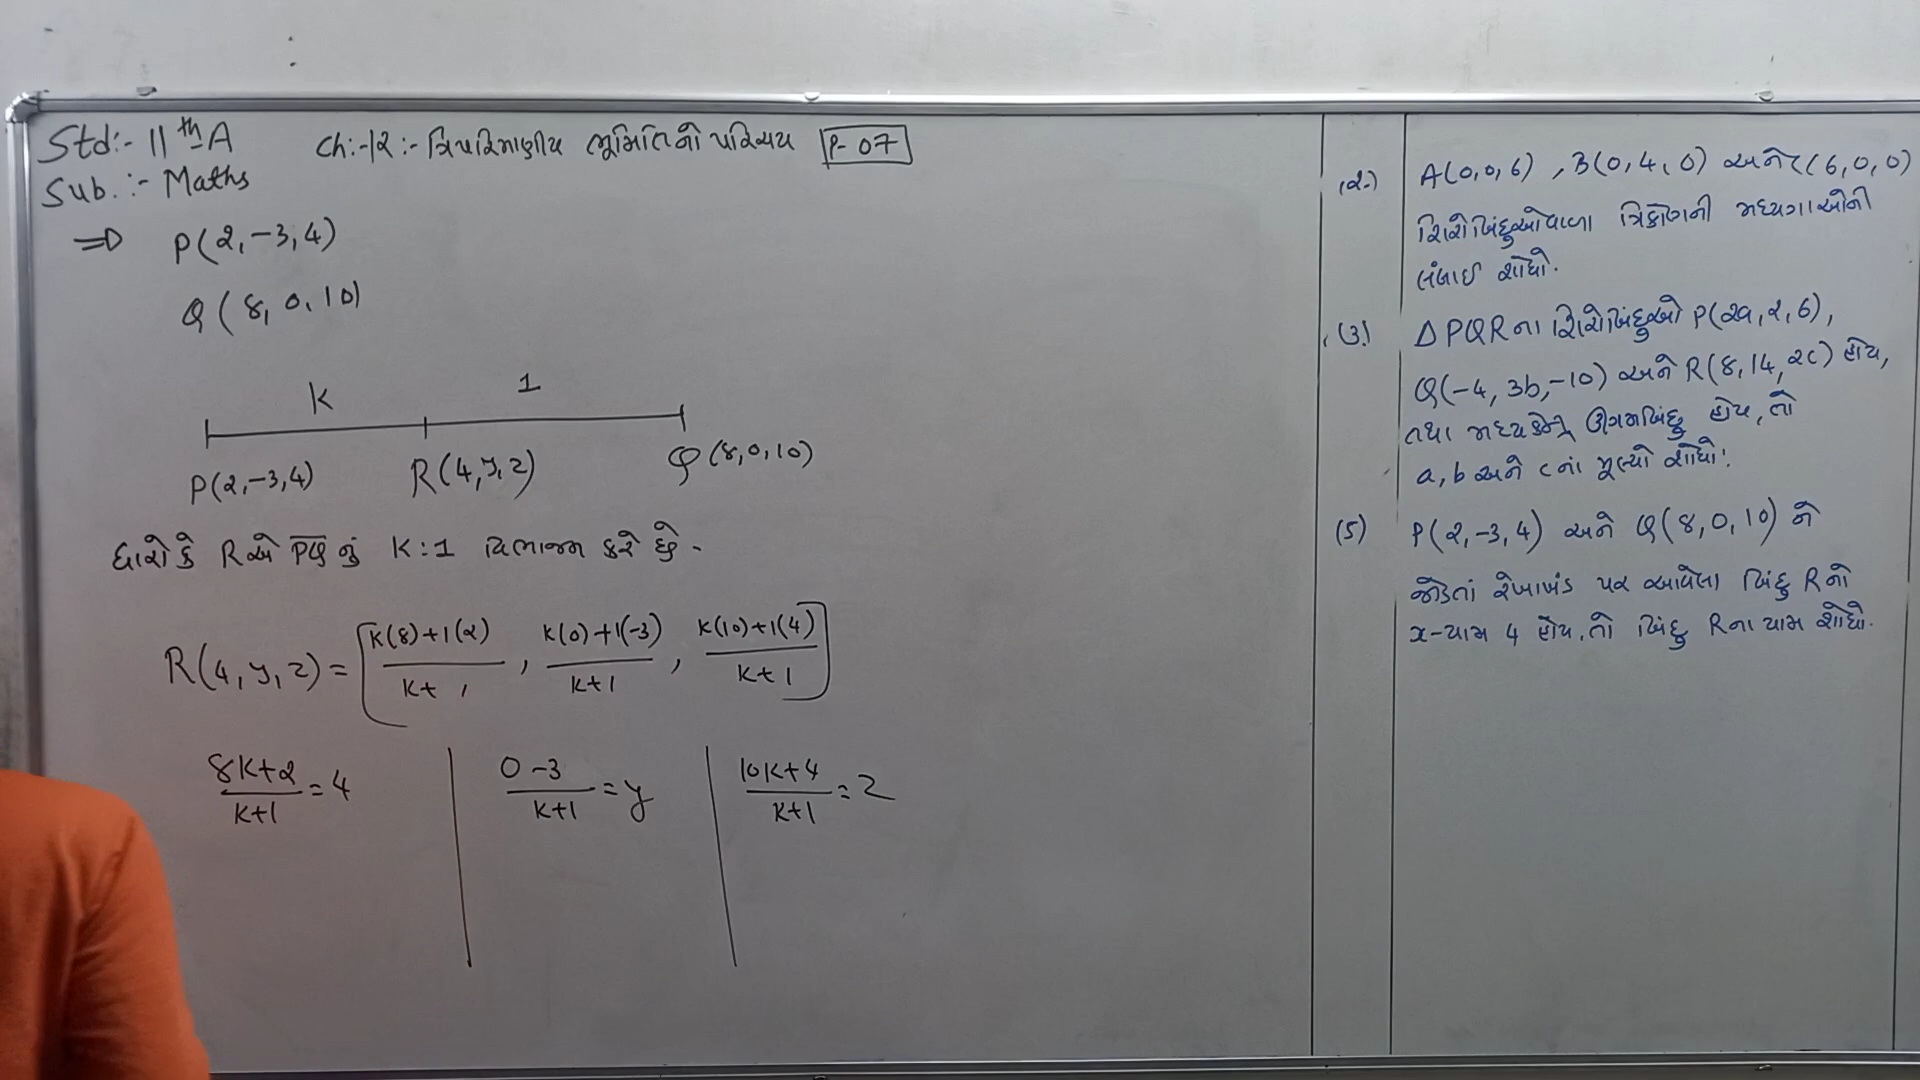 Std:- 11th A
Ch:-12:- ત્રિપરિમાણીય ભૂમિતિનો પરિચય P-07
Sub.:- Maths
⇒ P(2,-3,4)
Q(8,0,10)
K 1
P(2,-3,4) R(4,y,z) Q(8,0,10)
ધારો કે R એ PQ નું K:1 વિભાજન કરે છે.
R(4,y,z) = [K(8)+1(2)/K+1, K(0)+1(-3)/K+1, K(10)+1(4)/K+1]
8K+2/K+1 = 4 | 0-3/K+1 = y | 10K+4/K+1 = z
(૨.) A(0,0,6), B(0,4,0) અને C(6,0,0)
શિરોબિંદુઓવાળા ત્રિકોણની મધ્યગાઓની
લંબાઈ શોધો.
(૩.) Δ PQR ના શિરોબિંદુઓ P(2a,2,6),
Q(-4,3b,-10) અને R(8,14,2c) હોય,
તથા મધ્યકેન્દ્ર ઊગમબિંદુ હોય, તો
a, b અને c નાં મૂલ્યો શોધો.
(5) P(2,-3,4) અને Q(8,0,10) ને
જોડતાં રેખાખંડ પર આવેલા બિંદુ R નો
x-યામ 4 હોય, તો બિંદુ R ના યામ શોધો.